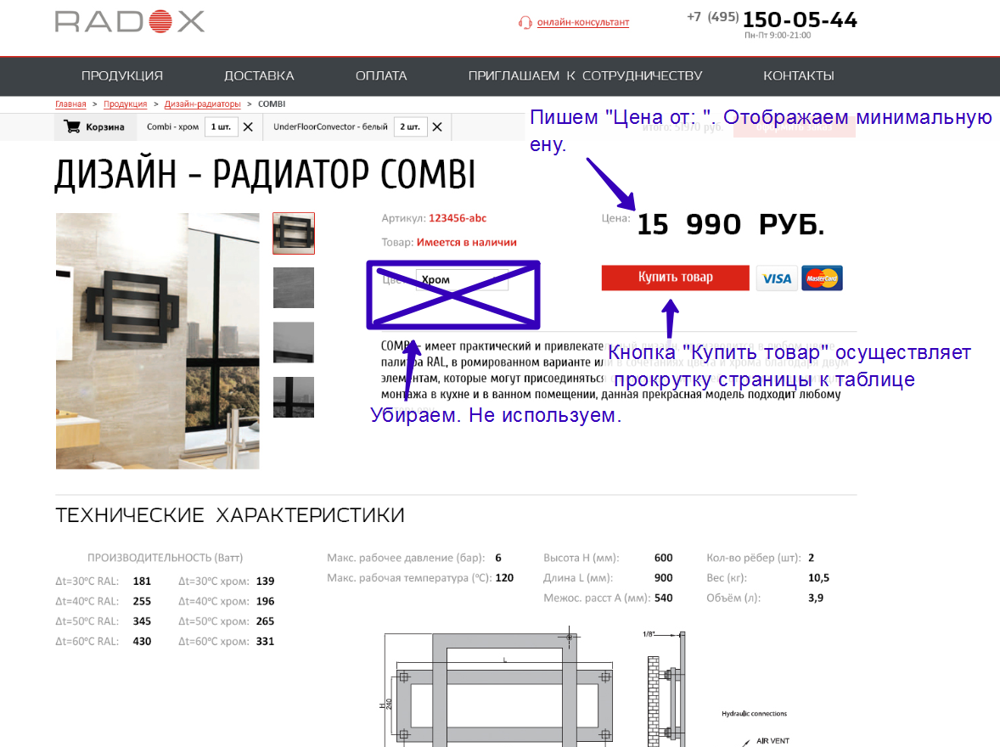 RADOX
онлайн-консультант
+7 (495) 150-05-44
Пн-Пт 9:00-21:00
ПРОДУКЦИЯ ДОСТАВКА ОПЛАТА ПРИГЛАШАЕМ К СОТРУДНИЧЕСТВУ КОНТАКТЫ
Главная > Продукция > Дизайн-радиаторы > COMBI
Корзина Combi - хром 1 шт. UnderFloorConvector - белый 2 шт.
итого: 51970 руб.
Пишем "Цена от: ". Отображаем минимальную
ену.
ДИЗАЙН - РАДИАТОР COMBI
Артикул: 123456-abc
Цена: 15 990 РУБ.
Товар: Имеется в наличии
Цве Хром
Купить товар VISA MasterCard
COMBI - имеет практический и привлекате
палитра RAL, в ромированном варианте ил
элементам, которые могут присоединяться
монтажа в кухне и в ванном помещении, данная прекрасная модель подходит любому
Кнопка "Купить товар" осуществляет
прокрутку страницы к таблице
Убираем. Не используем.
ТЕХНИЧЕСКИЕ ХАРАКТЕРИСТИКИ
ПРОИЗВОДИТЕЛЬНОСТЬ (Ватт)
Δt=30°C RAL: 181 Δt=30°C хром: 139
Δt=40°C RAL: 255 Δt=40°C хром: 196
Δt=50°C RAL: 345 Δt=50°C хром: 265
Δt=60°C RAL: 430 Δt=60°C хром: 331
Макс. рабочее давление (бар): 6
Макс. рабочая температура (°C): 120
Высота H (мм): 600
Длина L (мм): 900
Межос. расст A (мм): 540
Кол-во рёбер (шт): 2
Вес (кг): 10,5
Объём (л): 3,9
1/8"
L
H
240
Hydraulic connections
AIR VENT